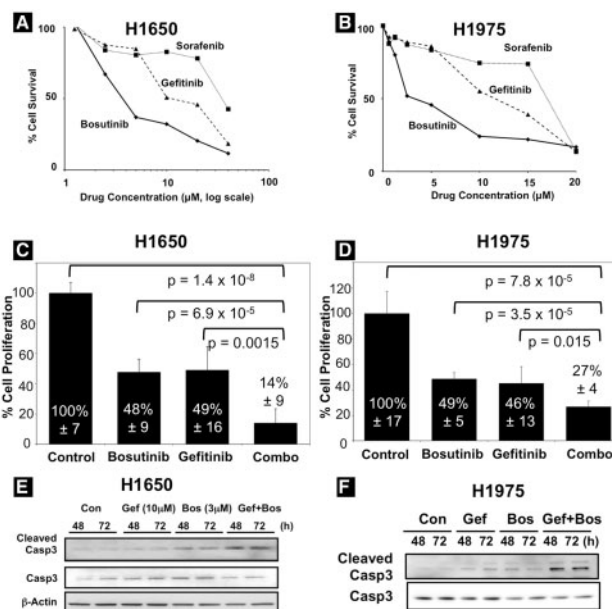 A H1650
100
50
0
% Cell Survival
Sorafenib
Gefitinib
Bosutinib
1 10 100
Drug Concentration (µM, log scale)
B H1975
100
50
0
% Cell Survival
Sorafenib
Gefitinib
Bosutinib
0 5 10 15 20
Drug Concentration (µM)
C H1650
% Cell Proliferation
100
80
60
40
20
0
p = 1.4 x 10-8
p = 6.9 x 10-5
p = 0.0015
100%
± 7
48%
± 9
49%
± 16
14%
± 9
Control Bosutinib Gefitinib Combo
D H1975
% Cell Proliferation
120
100
80
60
40
20
0
p = 7.8 x 10-5
p = 3.5 x 10-5
p = 0.015
100%
± 17
49%
± 5
46%
± 13
27%
± 4
Control Bosutinib Gefitinib Combo
E H1650
Con Gef (10µM) Bos (3µM) Gef+Bos
48 72 48 72 48 72 48 72 (h)
Cleaved
Casp3
Casp3
β-Actin
F H1975
Con Gef Bos Gef+Bos
48 72 48 72 48 72 48 72 (h)
Cleaved
Casp3
Casp3